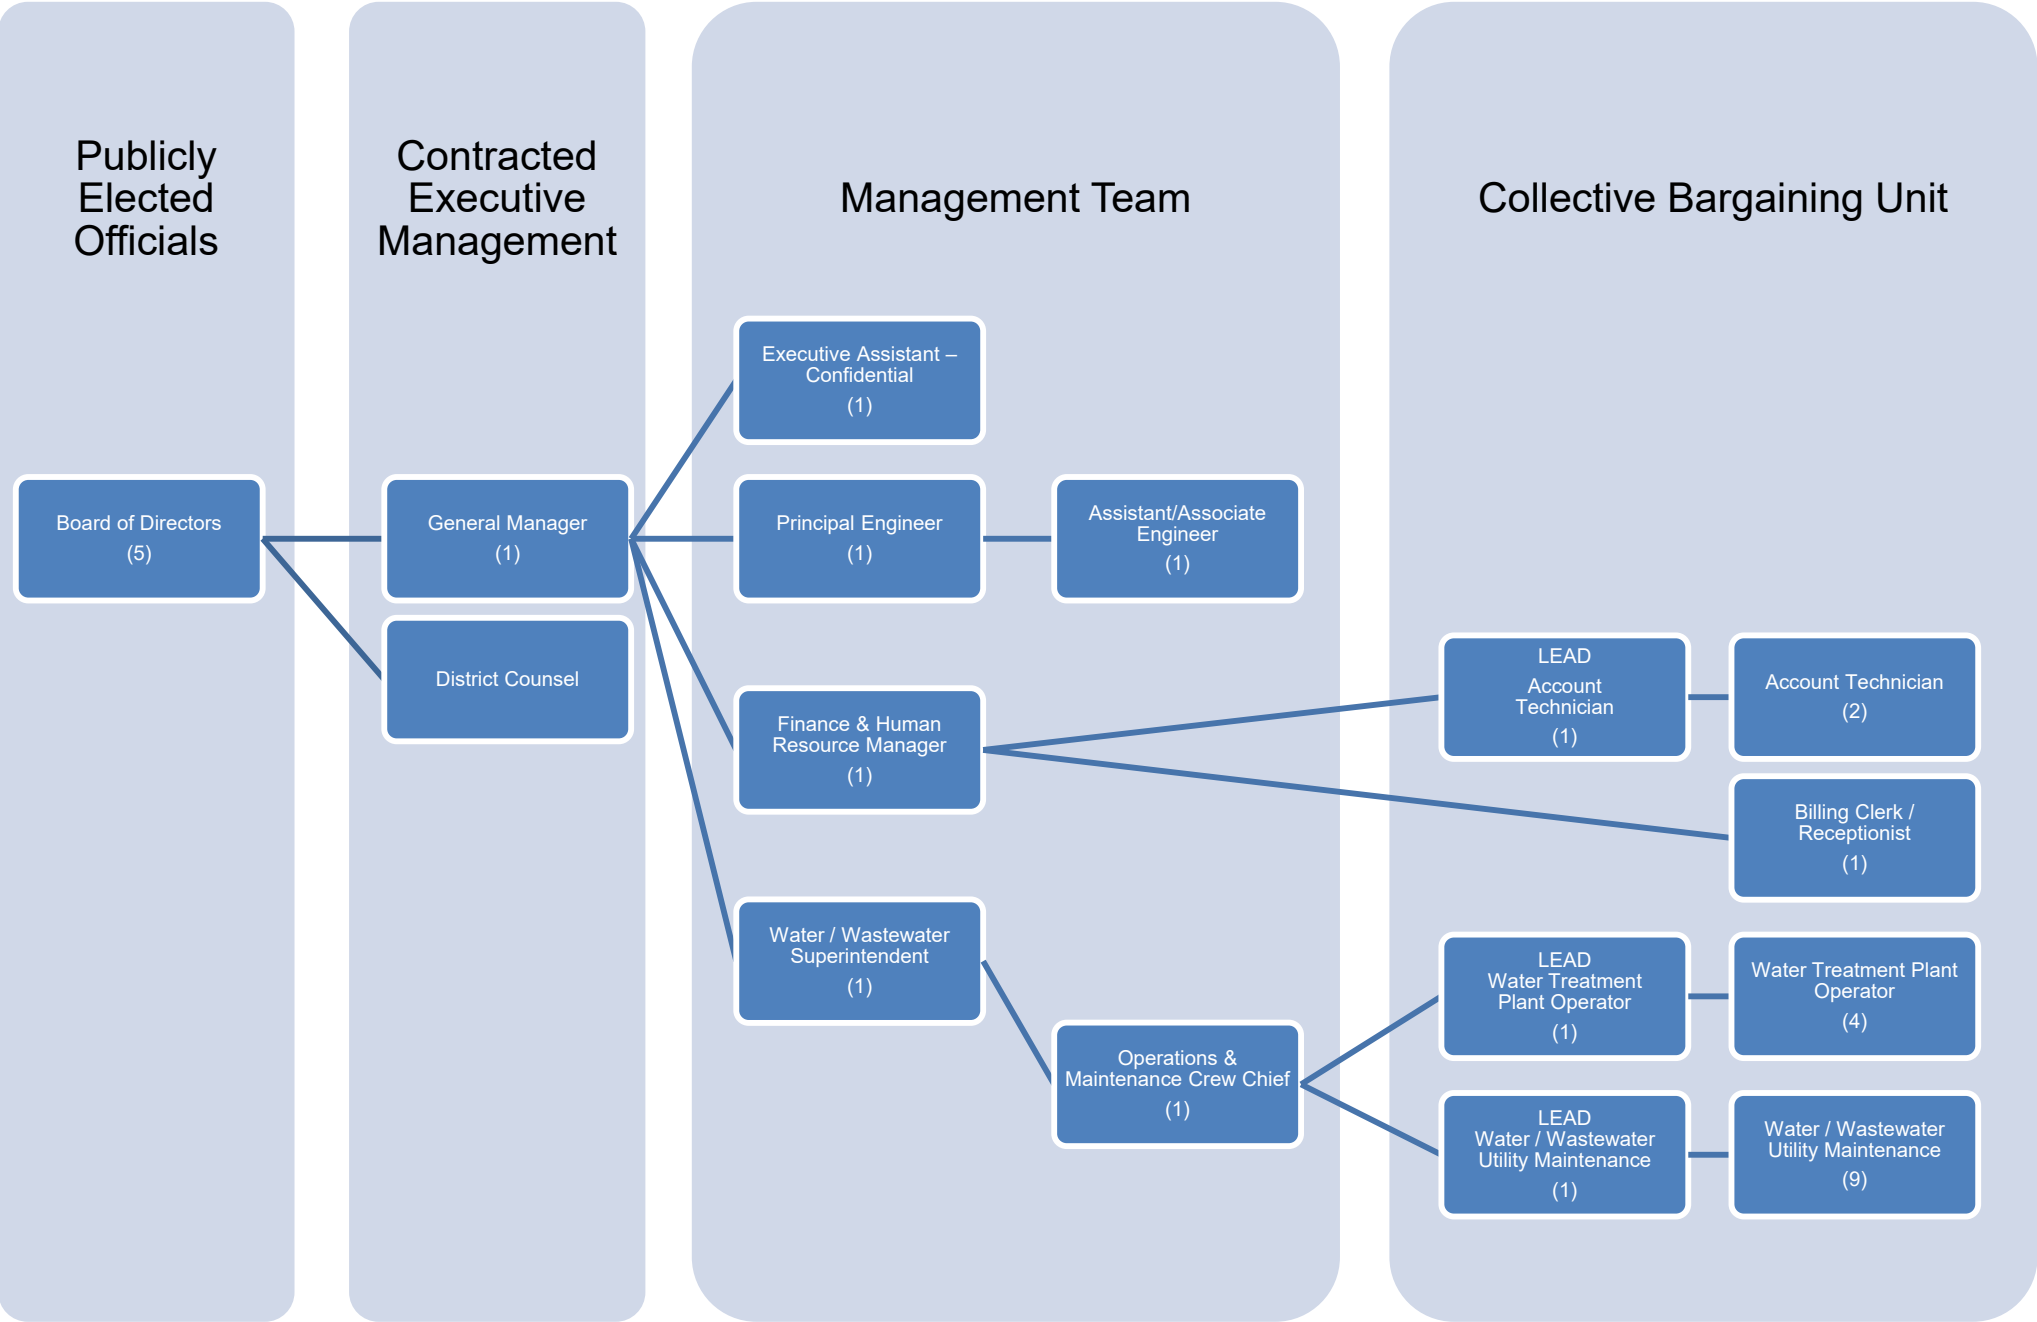 Publicly
Elected
Officials
Contracted
Executive
Management
Management Team
Collective Bargaining Unit
Board of Directors
(5)
General Manager
(1)
District Counsel
Executive Assistant –
Confidential
(1)
Principal Engineer
(1)
Assistant/Associate
Engineer
(1)
Finance & Human
Resource Manager
(1)
Water / Wastewater
Superintendent
(1)
Operations &
Maintenance Crew Chief
(1)
LEAD
Account
Technician
(1)
Account Technician
(2)
Billing Clerk /
Receptionist
(1)
LEAD
Water Treatment
Plant Operator
(1)
Water Treatment Plant
Operator
(4)
LEAD
Water / Wastewater
Utility Maintenance
(1)
Water / Wastewater
Utility Maintenance
(9)